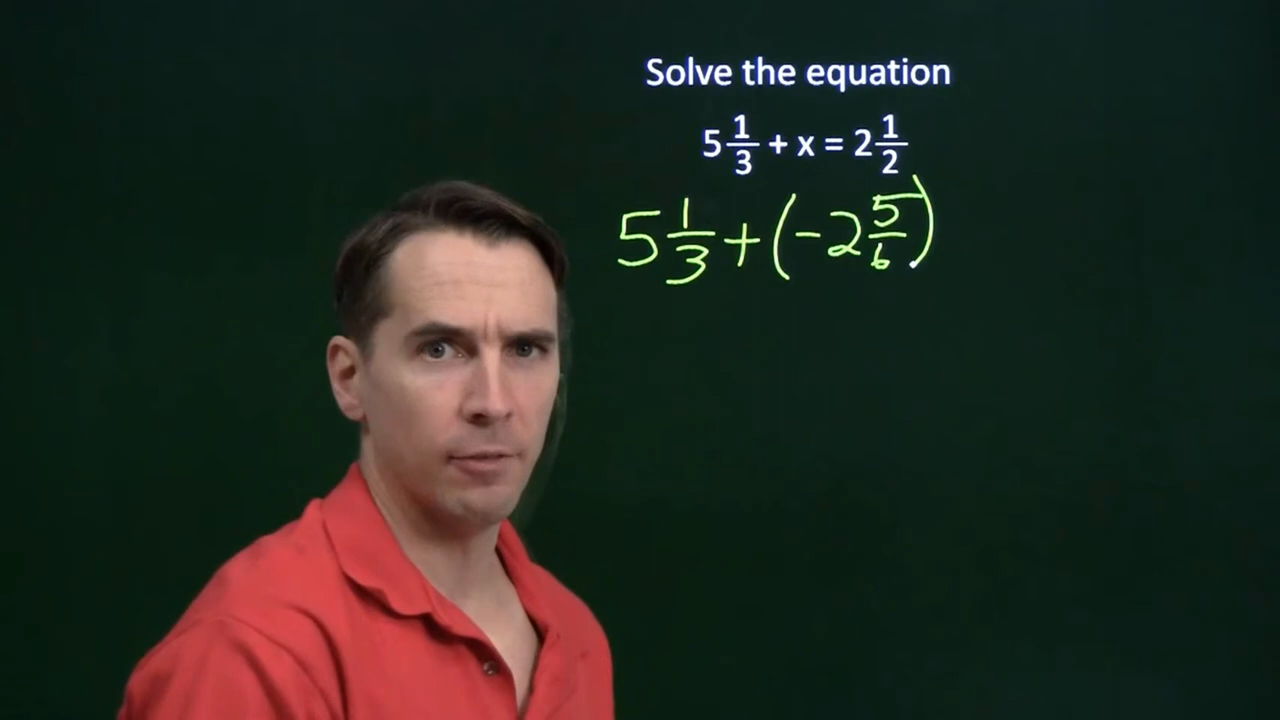 Solve the equation
5 1/3 + x = 2 1/2
5 1/3 + (-2 5/6)